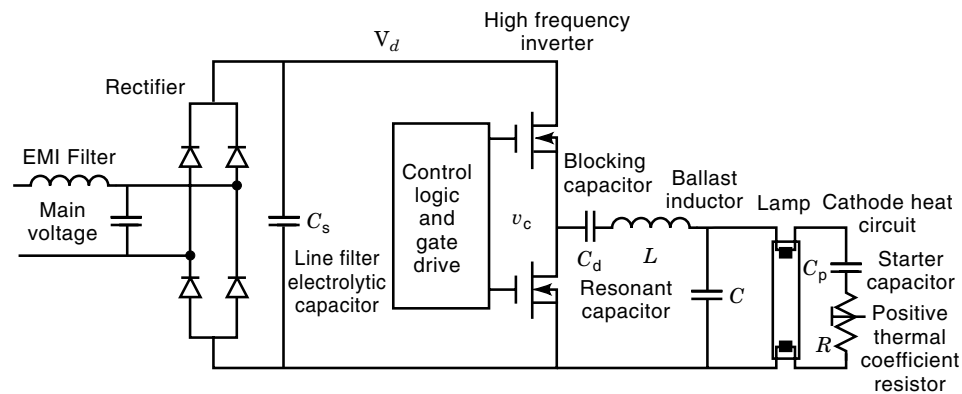 High frequency
inverter
V_d
Rectifier
EMI Filter
Main
voltage
C_s
Line filter
electrolytic
capacitor
Control
logic
and
gate
drive
v_c
Blocking
capacitor
C_d
Ballast
inductor
L
Resonant
capacitor
C
Lamp
Cathode heat
circuit
C_p
Starter
capacitor
R
Positive
thermal
coefficient
resistor